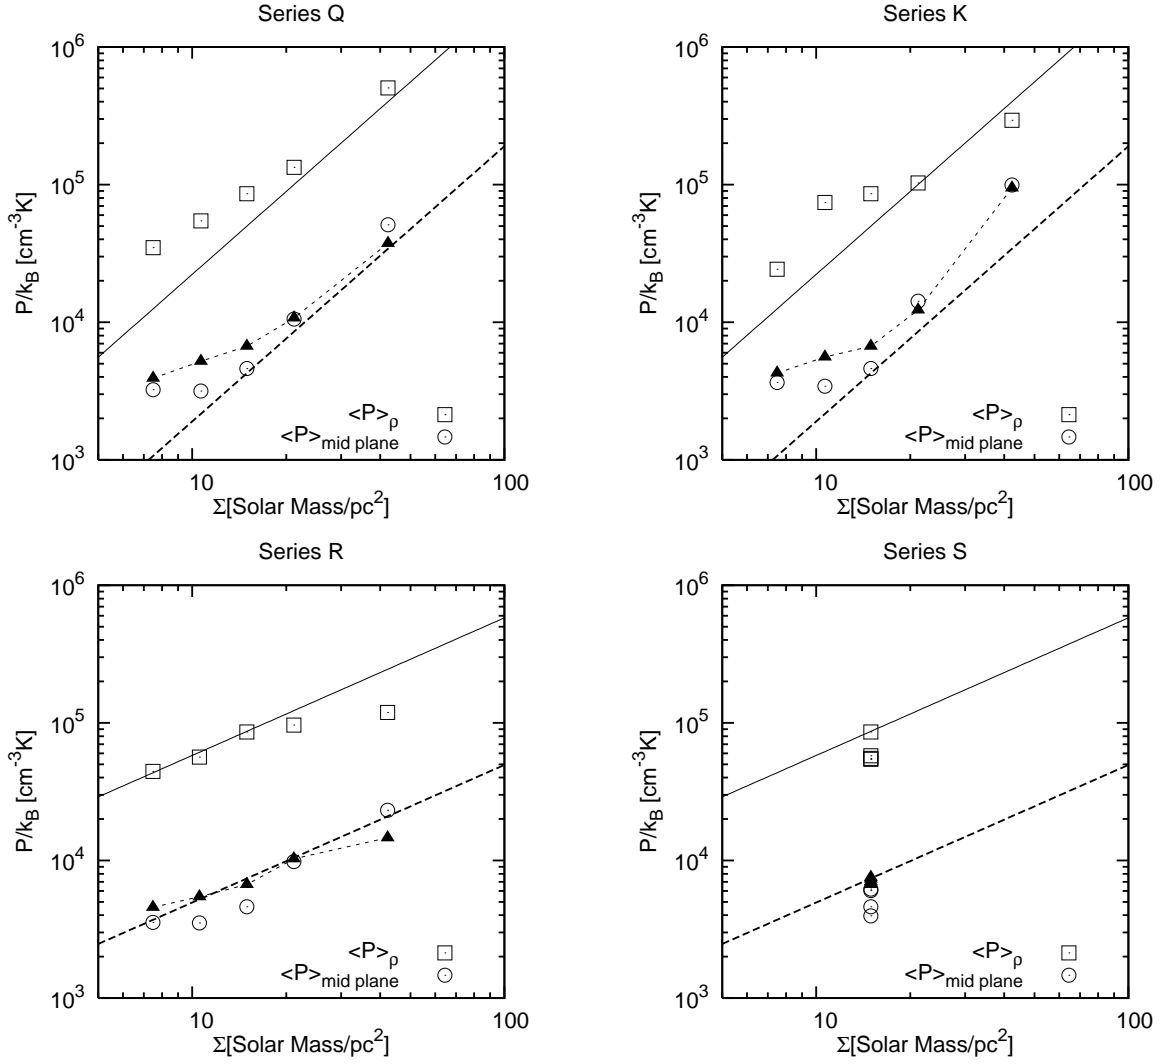 Series Q
10^6
10^5
10^4
10^3
P/k_B [cm^-3K]
<P>_ρ
<P>_mid plane
10
100
Σ[Solar Mass/pc^2]
Series K
10^6
10^5
10^4
10^3
P/k_B [cm^-3K]
<P>_ρ
<P>_mid plane
10
100
Σ[Solar Mass/pc^2]
Series R
10^6
10^5
10^4
10^3
P/k_B [cm^-3K]
<P>_ρ
<P>_mid plane
10
100
Σ[Solar Mass/pc^2]
Series S
10^6
10^5
10^4
10^3
P/k_B [cm^-3K]
<P>_ρ
<P>_mid plane
10
100
Σ[Solar Mass/pc^2]